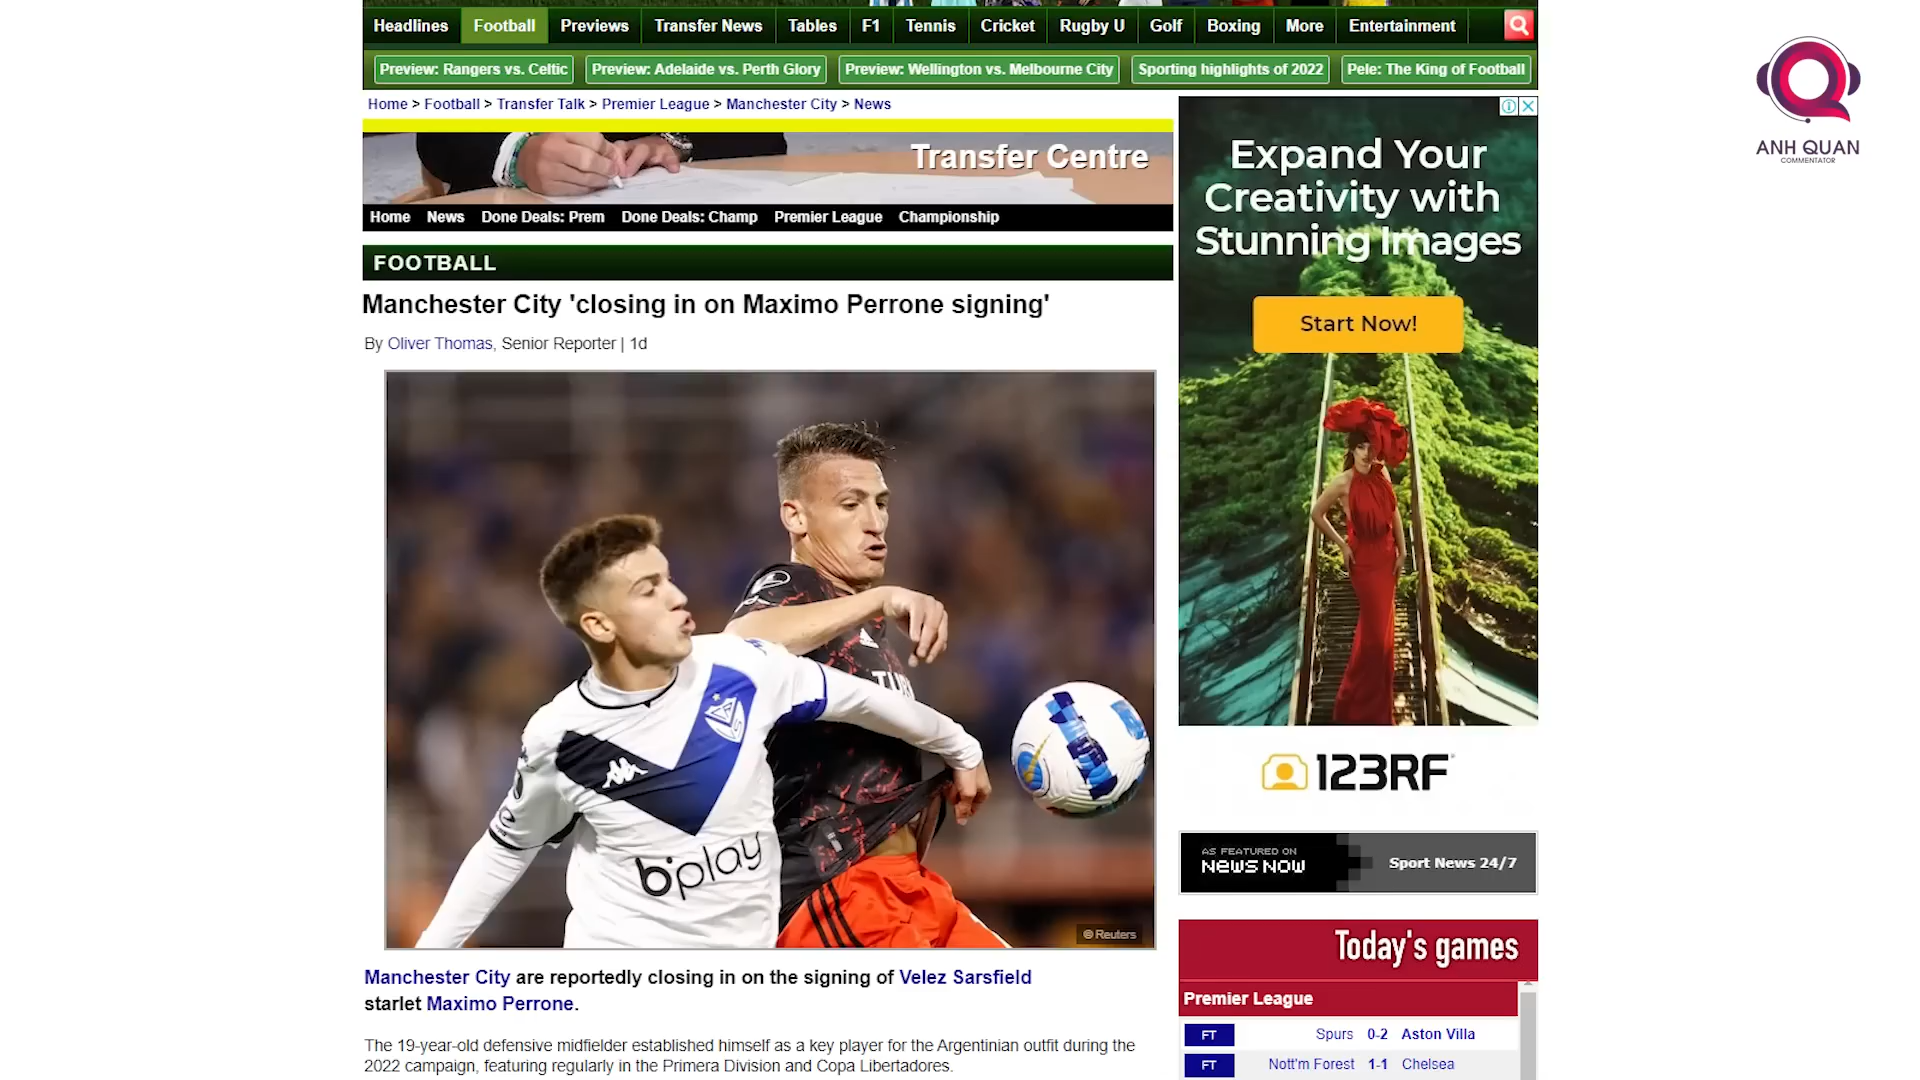 Headlines Football Previews Transfer News Tables F1 Tennis Cricket Rugby U Golf Boxing More Entertainment
Preview: Rangers vs. Celtic Preview: Adelaide vs. Perth Glory Preview: Wellington vs. Melbourne City Sporting highlights of 2022 Pele: The King of Football
Home > Football > Transfer Talk > Premier League > Manchester City > News
Transfer Centre
Home News Done Deals: Prem Done Deals: Champ Premier League Championship
FOOTBALL
Manchester City 'closing in on Maximo Perrone signing'
By Oliver Thomas, Senior Reporter | 1d
bplay
© Reuters
Manchester City are reportedly closing in on the signing of Velez Sarsfield
starlet Maximo Perrone.
The 19-year-old defensive midfielder established himself as a key player for the Argentinian outfit during the
2022 campaign, featuring regularly in the Primera Division and Copa Libertadores.
Expand Your
Creativity with
Stunning Images
Start Now!
123RF
AS FEATURED ON
NEWS NOW
Sport News 24/7
Today's games
Premier League
FT Spurs 0-2 Aston Villa
FT Nott'm Forest 1-1 Chelsea
ANH QUAN
COMMENTATOR